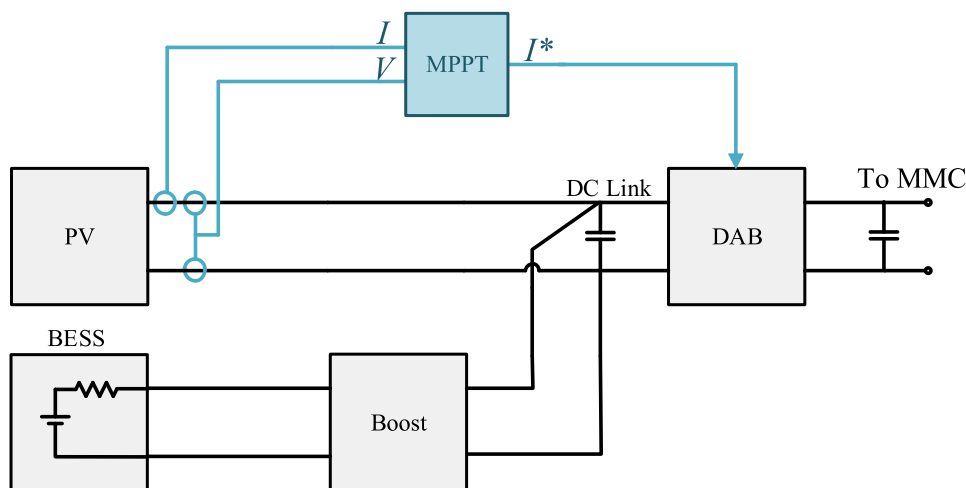 I
MPPT
I*
V
DC Link
To MMC
PV
DAB
BESS
Boost